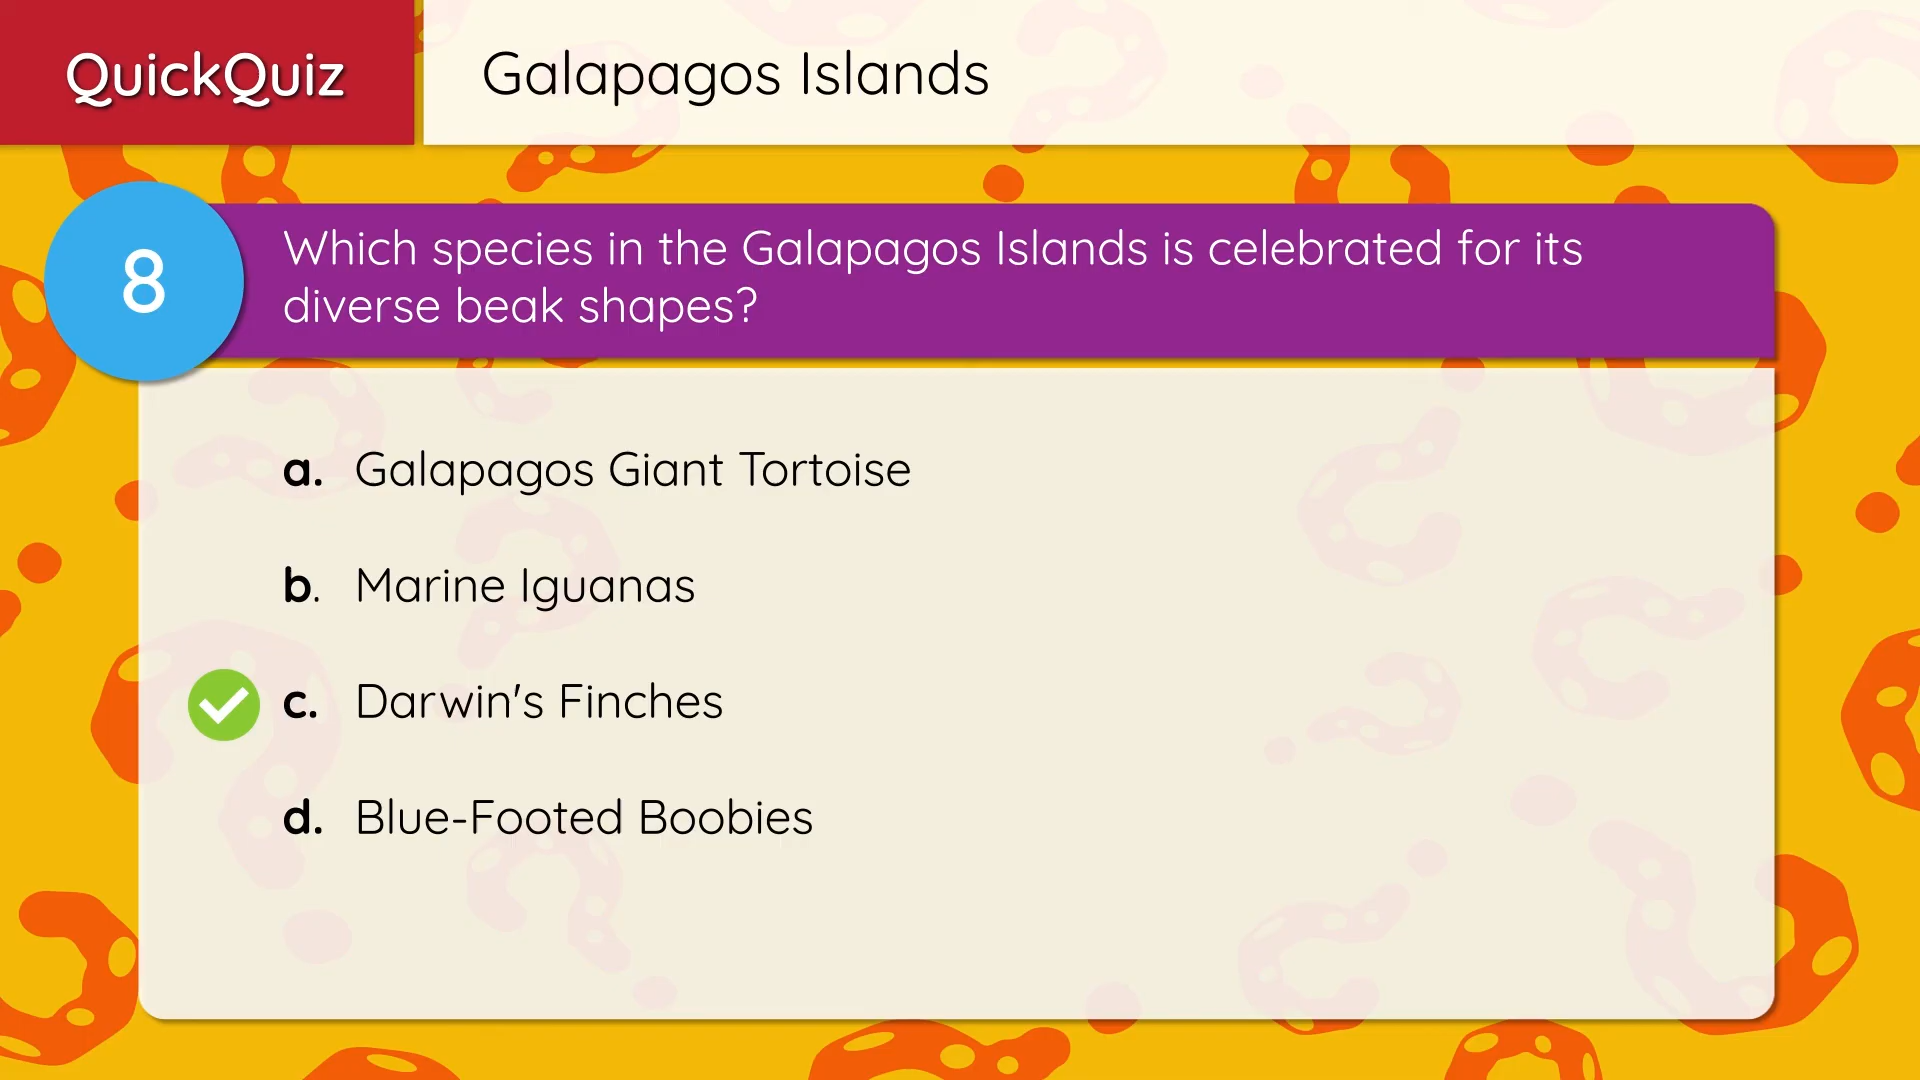 QuickQuiz
Galapagos Islands
8
Which species in the Galapagos Islands is celebrated for its
diverse beak shapes?
a. Galapagos Giant Tortoise
b. Marine Iguanas
c. Darwin's Finches
d. Blue-Footed Boobies